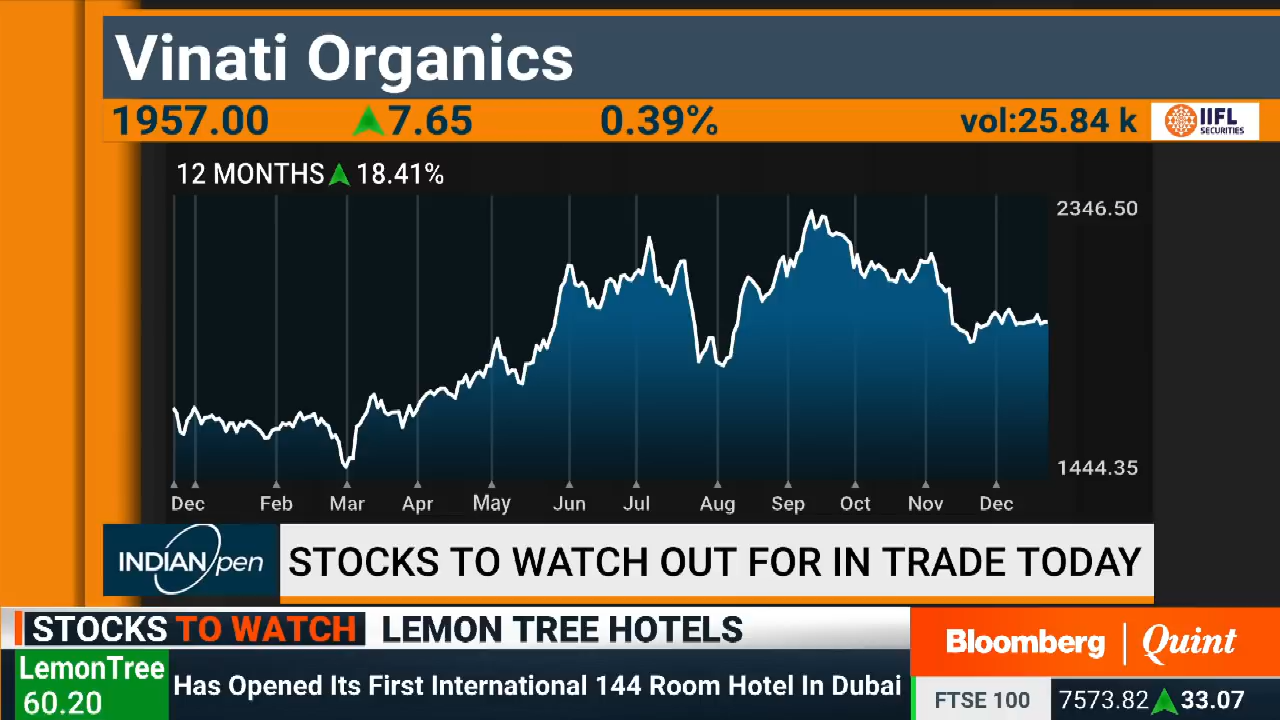 Vinati Organics
1957.00 ▲7.65 0.39% vol:25.84 k IIFL SECURITIES
12 MONTHS ▲ 18.41%
2346.50
1444.35
Dec Feb Mar Apr May Jun Jul Aug Sep Oct Nov Dec
INDIAN Open STOCKS TO WATCH OUT FOR IN TRADE TODAY
STOCKS TO WATCH LEMON TREE HOTELS
Bloomberg | Quint
LemonTree
60.20
Has Opened Its First International 144 Room Hotel In Dubai
FTSE 100 7573.82 ▲ 33.07